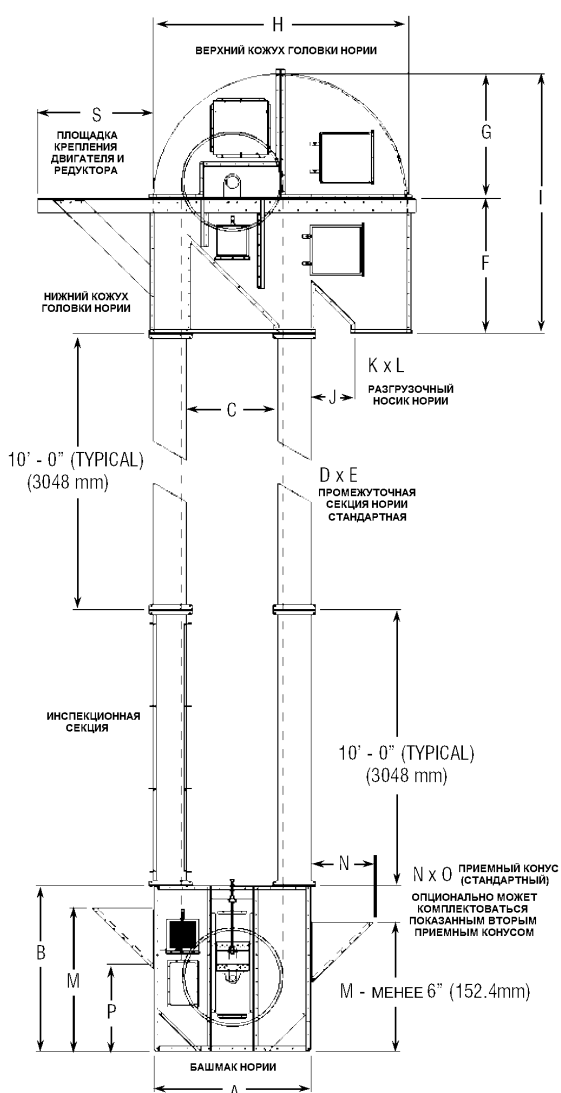 H
ВЕРХНИЙ КОЖУХ ГОЛОВКИ НОРИИ
S
ПЛОЩАДКА
КРЕПЛЕНИЯ
ДВИГАТЕЛЯ И
РЕДУКТОРА
G
I
F
НИЖНИЙ КОЖУХ
ГОЛОВКИ НОРИИ
K x L
РАЗГРУЗОЧНЫЙ
НОСИК НОРИИ
J
C
10' - 0" (TYPICAL)
(3048 mm)
D x E
ПРОМЕЖУТОЧНАЯ
СЕКЦИЯ НОРИИ
СТАНДАРТНАЯ
ИНСПЕКЦИОННАЯ
СЕКЦИЯ
10' - 0" (TYPICAL)
(3048 mm)
N
N x O ПРИЕМНЫЙ КОНУС
(СТАНДАРТНЫЙ)
ОПЦИОНАЛЬНО МОЖЕТ
КОМПЛЕКТОВАТЬСЯ
ПОКАЗАННЫМ ВТОРЫМ
ПРИЕМНЫМ КОНУСОМ
B
M
P
M - МЕНЕЕ 6" (152.4mm)
БАШМАК НОРИИ
A